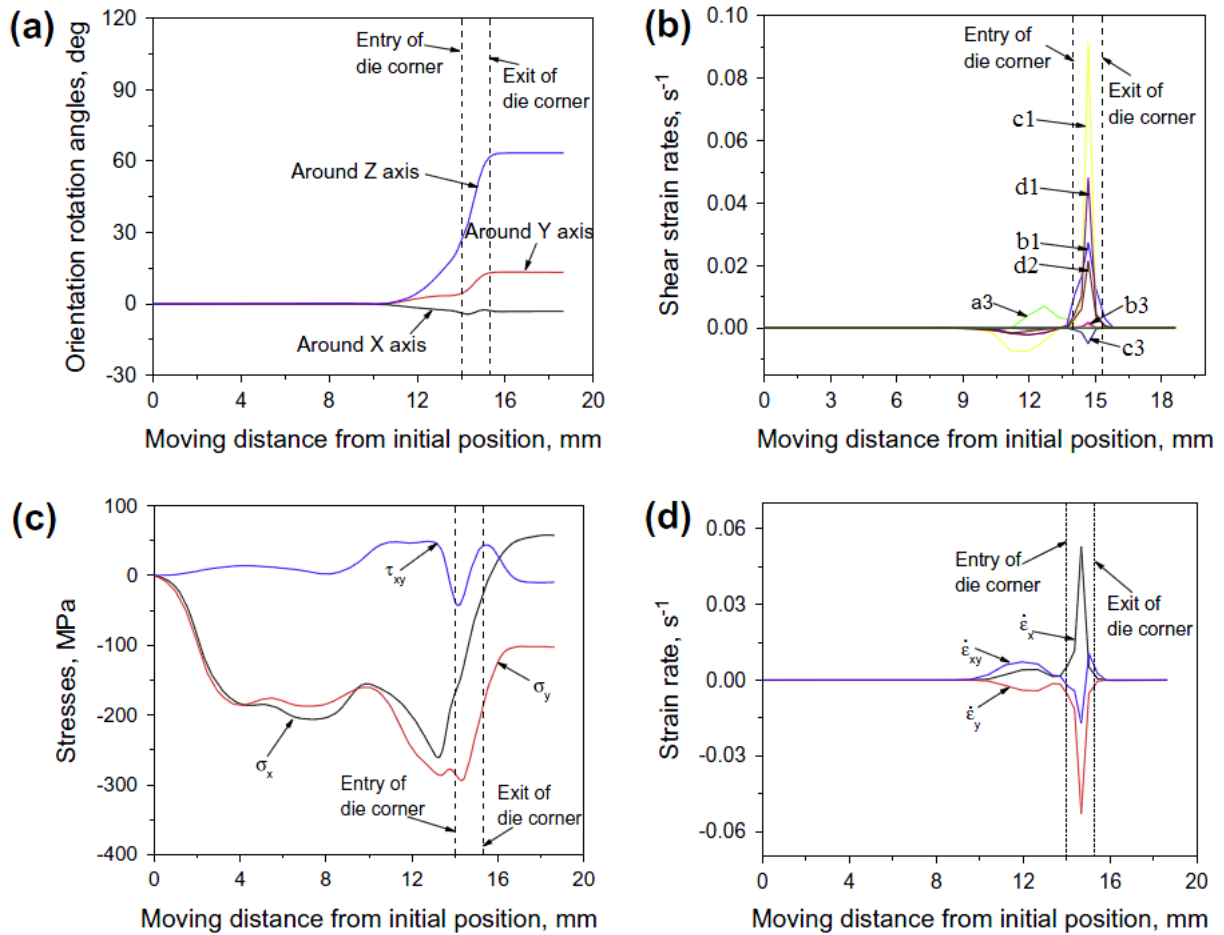 (a)
Orientation rotation angles, deg
120
90
60
30
0
-30
Entry of
die corner
Exit of
die corner
Around Z axis
Around Y axis
Around X axis
0 4 8 12 16 20
Moving distance from initial position, mm
(b)
Shear strain rates, s⁻¹
0.10
0.08
0.06
0.04
0.02
0.00
Entry of
die corner
Exit of
die corner
c1
d1
b1
d2
a3
b3
c3
0 3 6 9 12 15 18
Moving distance from initial position, mm
(c)
Stresses, MPa
100
0
-100
-200
-300
-400
τxy
σy
σx
Entry of
die corner
Exit of
die corner
0 4 8 12 16 20
Moving distance from initial position, mm
(d)
Strain rate, s⁻¹
0.06
0.03
0.00
-0.03
-0.06
Entry of
die corner
Exit of
die corner
ε̇x
ε̇xy
ε̇y
0 4 8 12 16 20
Moving distance from initial position, mm